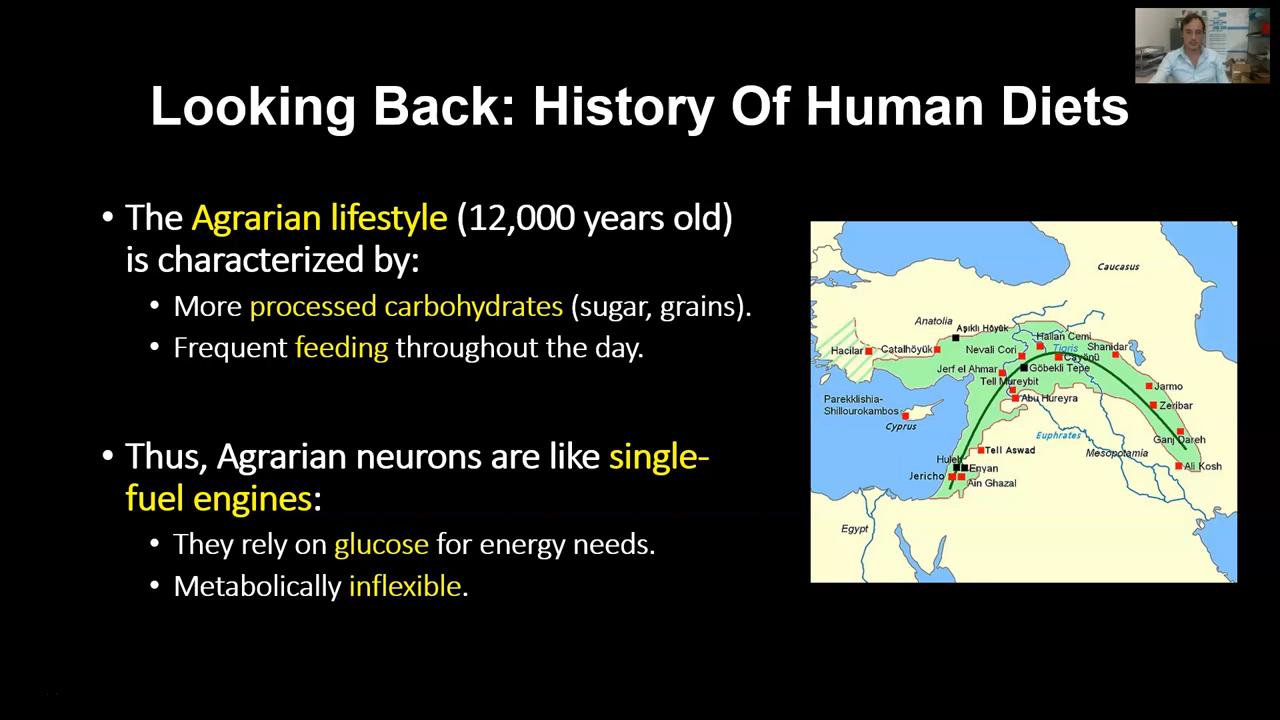 Looking Back: History Of Human Diets
• The Agrarian lifestyle (12,000 years old)
is characterized by:
• More processed carbohydrates (sugar, grains).
• Frequent feeding throughout the day.
• Thus, Agrarian neurons are like single-
fuel engines:
• They rely on glucose for energy needs.
• Metabolically inflexible.
Caucasus
Anatolia
Aşıklı Höyük
Hallan Cemi
Hacilar
Catalhöyük
Nevali Cori
Tigris
Shanidar
Cayönü
Jerf el Ahmar
Göbekli Tepe
Tell Mureybit
Jarmo
Parekklishia-
Shillourokambos
Abu Hureyra
Zeribar
Cyprus
Euphrates
Ganj Dareh
Tell Aswad
Mesopotamia
Huleh
Enyan
Ali Kosh
Jericho
Ain Ghazal
Egypt